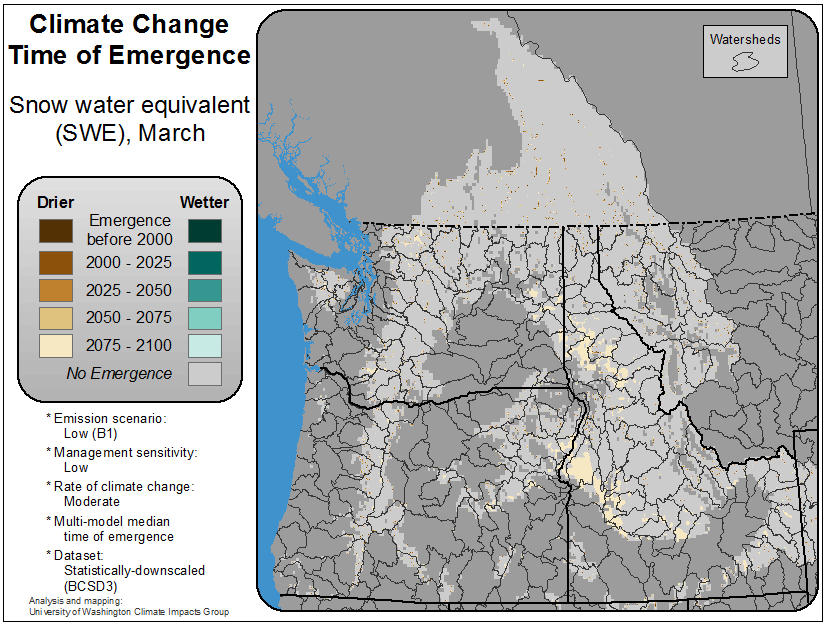 Climate Change
Time of Emergence
Snow water equivalent
(SWE), March
Drier
Wetter
Emergence
before 2000
2000 - 2025
2025 - 2050
2050 - 2075
2075 - 2100
No Emergence
* Emission scenario:
Low (B1)
* Management sensitivity:
Low
* Rate of climate change:
Moderate
* Multi-model median
time of emergence
* Dataset:
Statistically-downscaled
(BCSD3)
Analysis and mapping:
University of Washington Climate Impacts Group
Watersheds